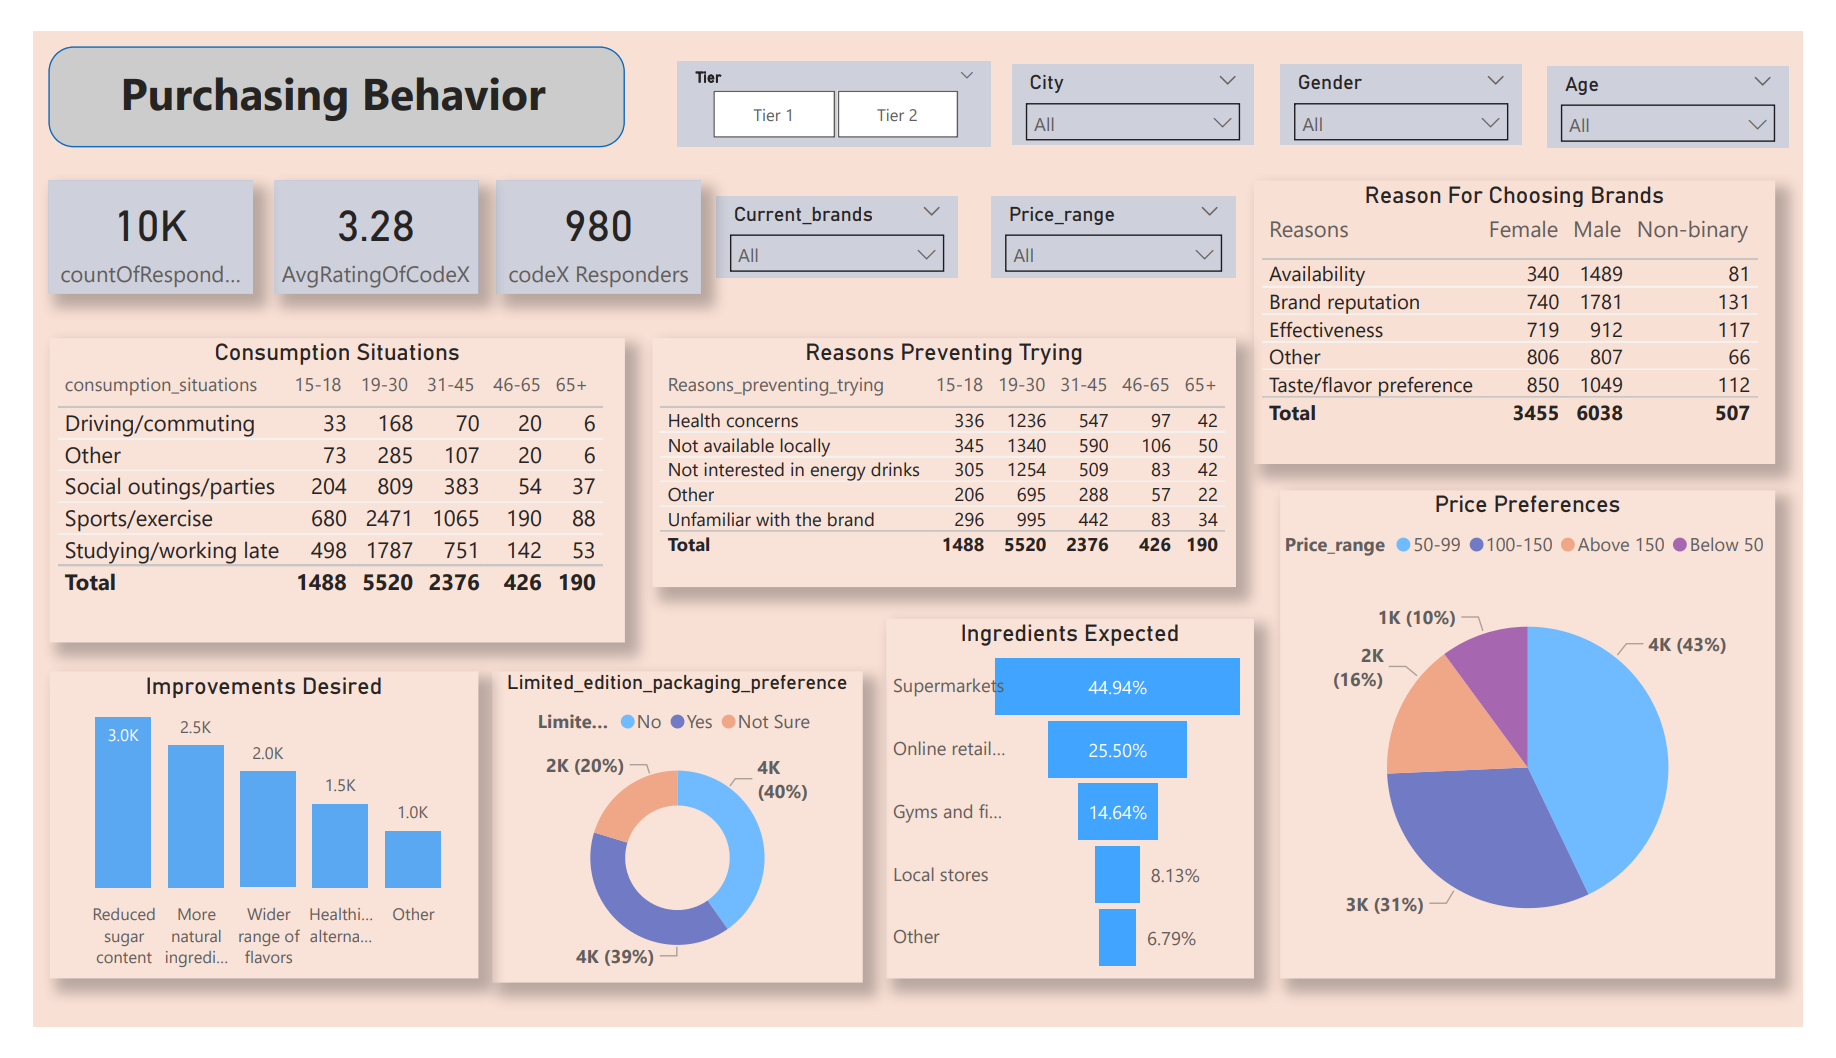 Purchasing Behavior
Tier
Tier 1 Tier 2
City
All
Gender
All
Age
All
10K
countOfRespond...
3.28
AvgRatingOfCodeX
980
codeX Responders
Current_brands
All
Price_range
All
Reason For Choosing Brands
Reasons Female Male Non-binary
Availability 340 1489 81
Brand reputation 740 1781 131
Effectiveness 719 912 117
Other 806 807 66
Taste/flavor preference 850 1049 112
Total 3455 6038 507
Consumption Situations
consumption_situations 15-18 19-30 31-45 46-65 65+
Driving/commuting 33 168 70 20 6
Other 73 285 107 20 6
Social outings/parties 204 809 383 54 37
Sports/exercise 680 2471 1065 190 88
Studying/working late 498 1787 751 142 53
Total 1488 5520 2376 426 190
Reasons Preventing Trying
Reasons_preventing_trying 15-18 19-30 31-45 46-65 65+
Health concerns 336 1236 547 97 42
Not available locally 345 1340 590 106 50
Not interested in energy drinks 305 1254 509 83 42
Other 206 695 288 57 22
Unfamiliar with the brand 296 995 442 83 34
Total 1488 5520 2376 426 190
Price Preferences
Price_range 50-99 100-150 Above 150 Below 50
1K (10%)
4K (43%)
2K
(16%)
3K (31%)
Improvements Desired
3.0K
2.5K
2.0K
1.5K
1.0K
Reduced
sugar
content
More
natural
ingredi...
Wider
range of
flavors
Healthi...
alterna...
Other
Limited_edition_packaging_preference
Limite... No Yes Not Sure
2K (20%)
4K
(40%)
4K (39%)
Ingredients Expected
Supermarkets 44.94%
Online retail... 25.50%
Gyms and fi... 14.64%
Local stores 8.13%
Other 6.79%